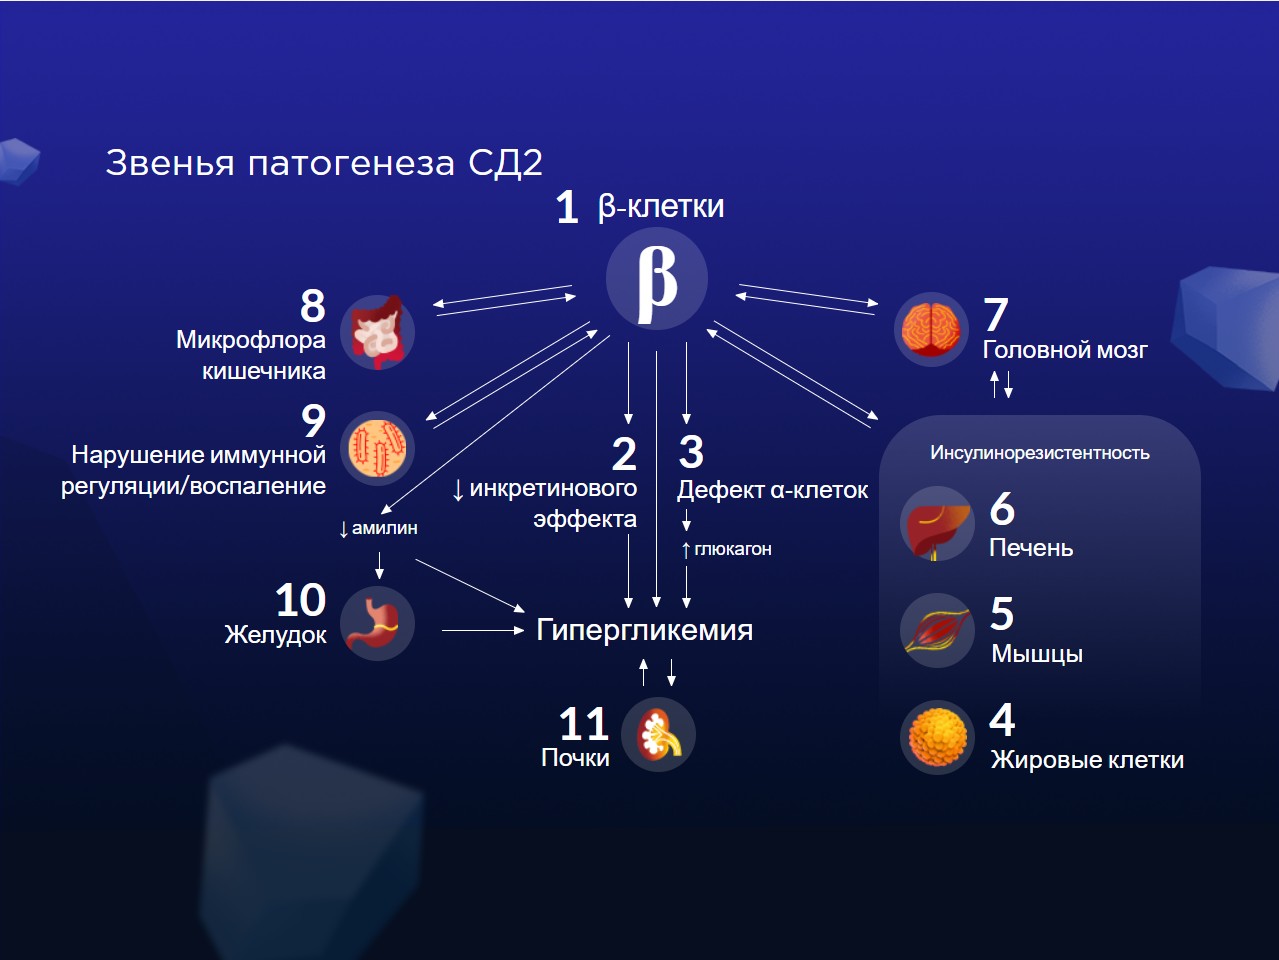 Звенья патогенеза СД2
1 β-клетки
β
8
Микрофлора
кишечника
9
Нарушение иммунной
регуляции/воспаление
↓ амилин
10
Желудок
2
↓ инкретинового
эффекта
3
Дефект α-клеток
↑ глюкагон
Гипергликемия
11
Почки
7
Головной мозг
Инсулинорезистентность
6
Печень
5
Мышцы
4
Жировые клетки